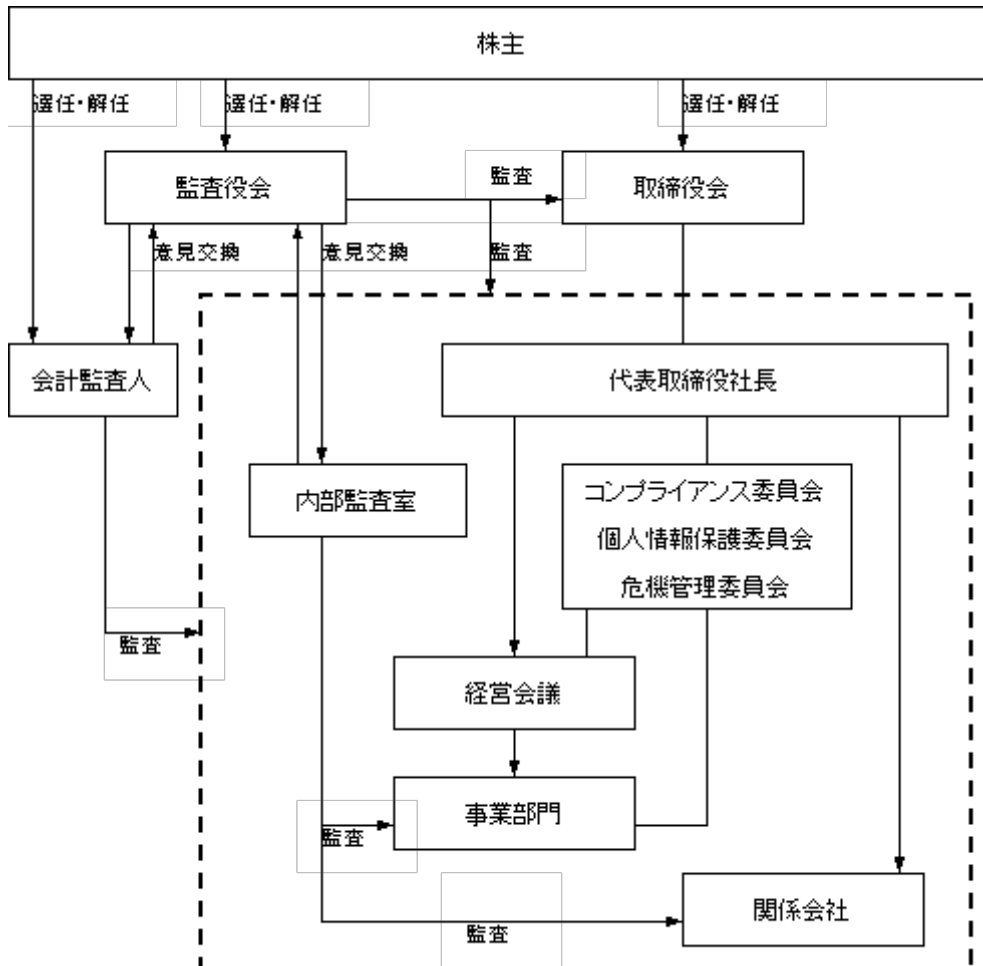 株主
選任・解任
選任・解任
選任・解任
監査役会
監査
取締役会
意見交換
意見交換
監査
会計監査人
代表取締役社長
内部監査室
コンプライアンス委員会
個人情報保護委員会
危機管理委員会
監査
経営会議
事業部門
監査
関係会社
監査